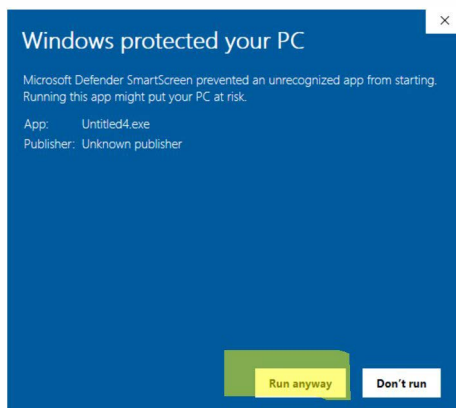 Windows protected your PC
Microsoft Defender SmartScreen prevented an unrecognized app from starting.
Running this app might put your PC at risk.
App: Untitled4.exe
Publisher: Unknown publisher
Run anyway Don't run